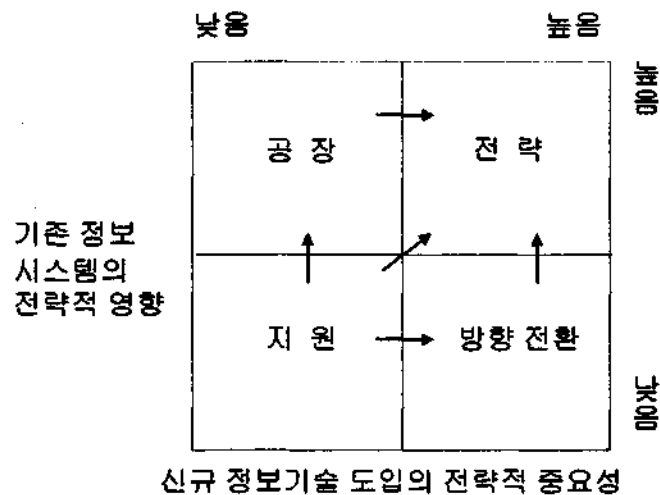 낮음 높음
높음
공 장 전 략
기존 정보
시스템의
전략적 영향
지 원 방향 전환
낮음
신규 정보기술 도입의 전략적 중요성